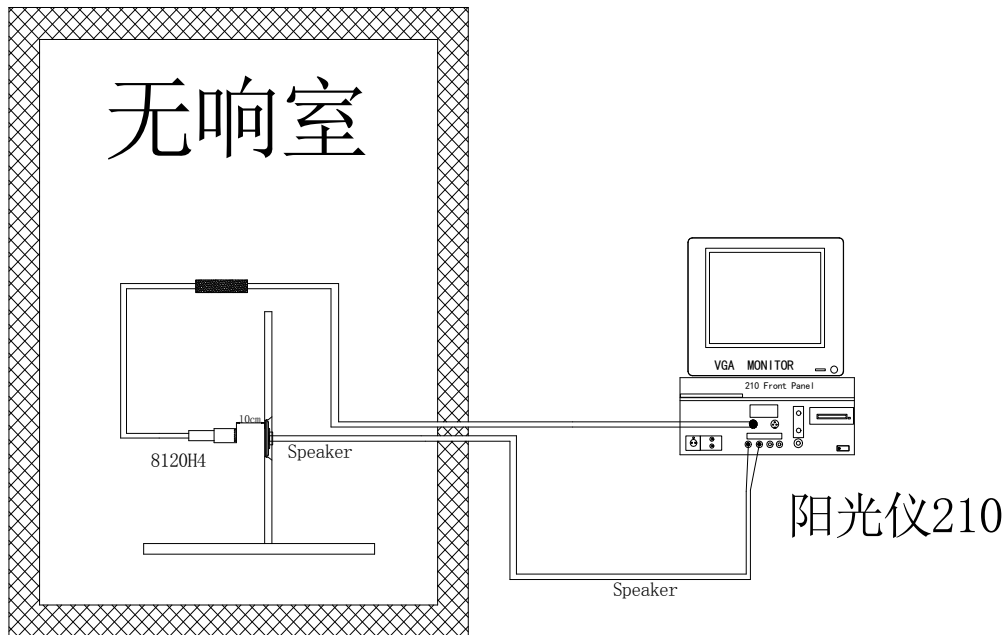 无响室
VGA MONITOR
210 Front Panel
10cm
8120H4
Speaker
阳光仪210
Speaker